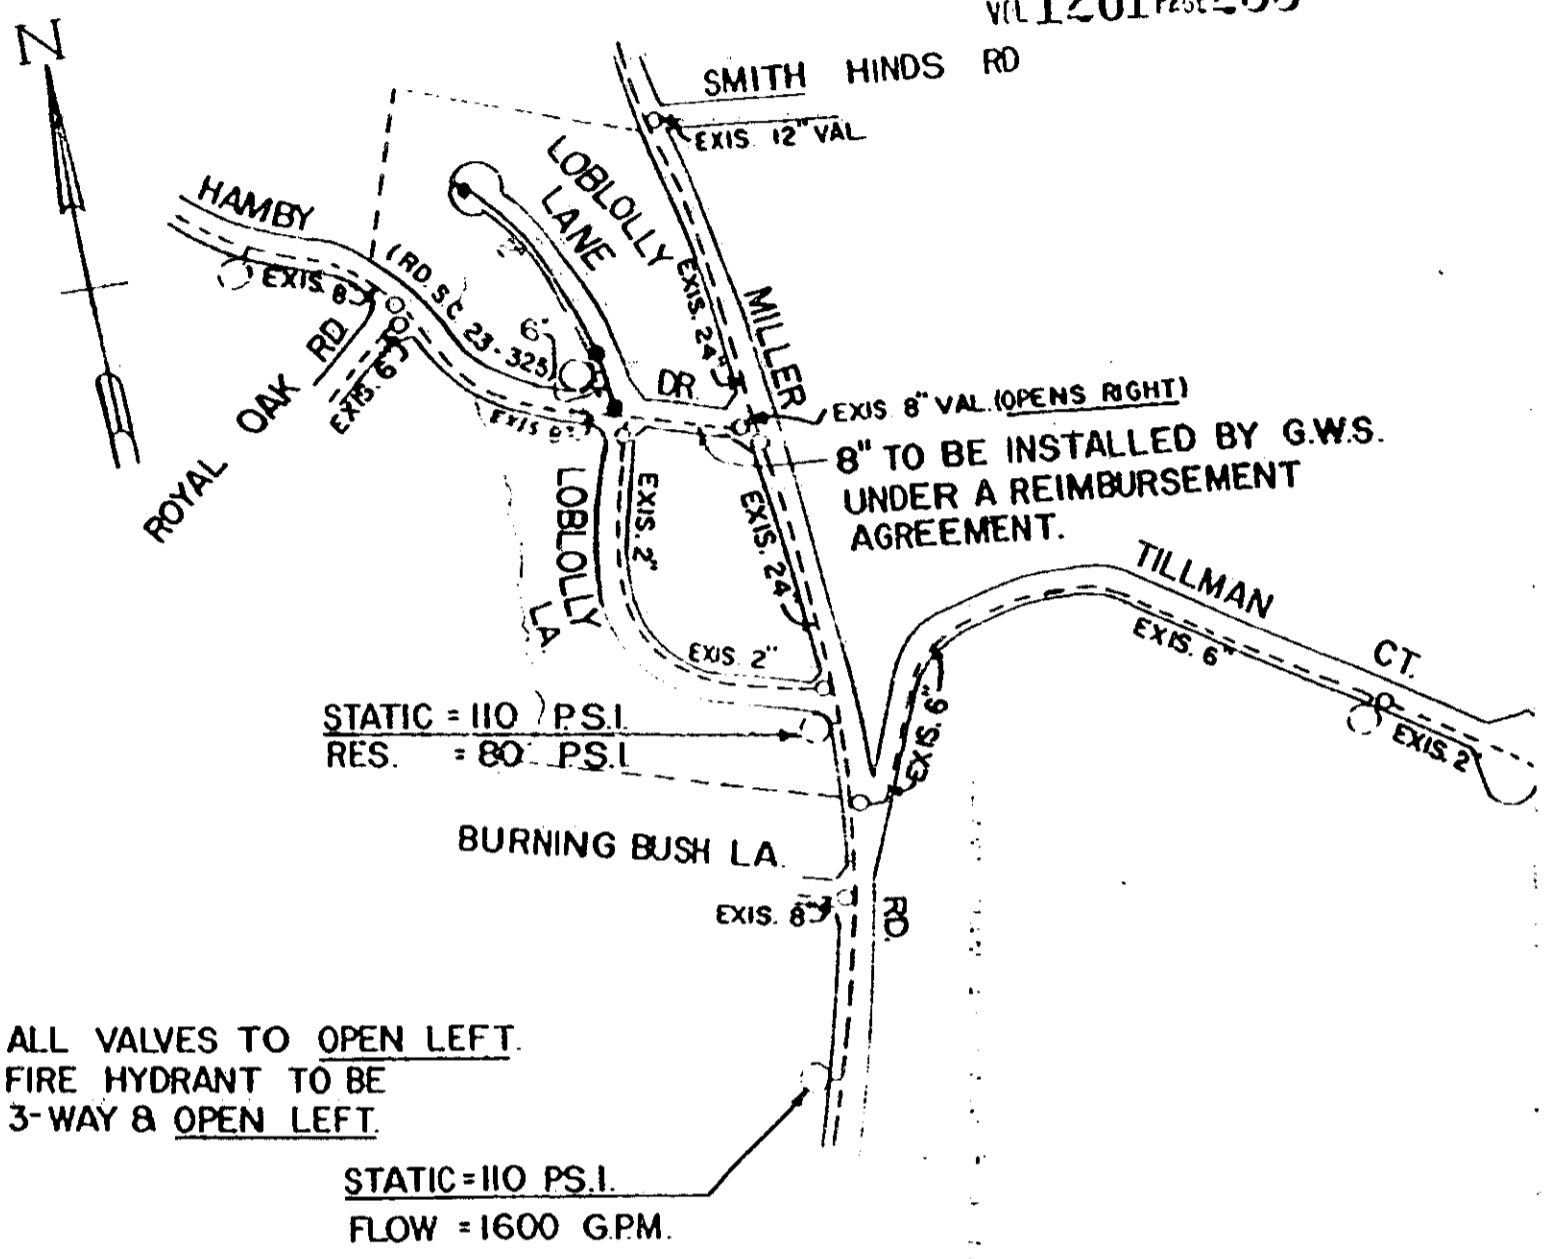 N
SMITH HINDS RD
EXIS. 12" VAL.
LOBLOLLY
LANE
HAMBY
(RD. S.C. 23-325)
EXIS. 8"
ROYAL OAK RD.
EXIS. 6"
2"
6"
EXIS. 24"
MILLER
DR.
EXIS. 8" VAL. (OPENS RIGHT)
8" TO BE INSTALLED BY G.W.S.
UNDER A REIMBURSEMENT
AGREEMENT.
EXIS. 8"
LOBLOLLY
LA.
EXIS. 2"
EXIS. 24"
EXIS. 2"
TILLMAN CT.
EXIS. 6"
EXIS. 6"
EXIS. 2"
STATIC = 110 P.S.I.
RES. = 80 P.S.I.
BURNING BUSH LA.
EXIS. 8"
RD.
ALL VALVES TO OPEN LEFT.
FIRE HYDRANT TO BE
3-WAY & OPEN LEFT.
STATIC = 110 P.S.I.
FLOW = 1600 G.P.M.